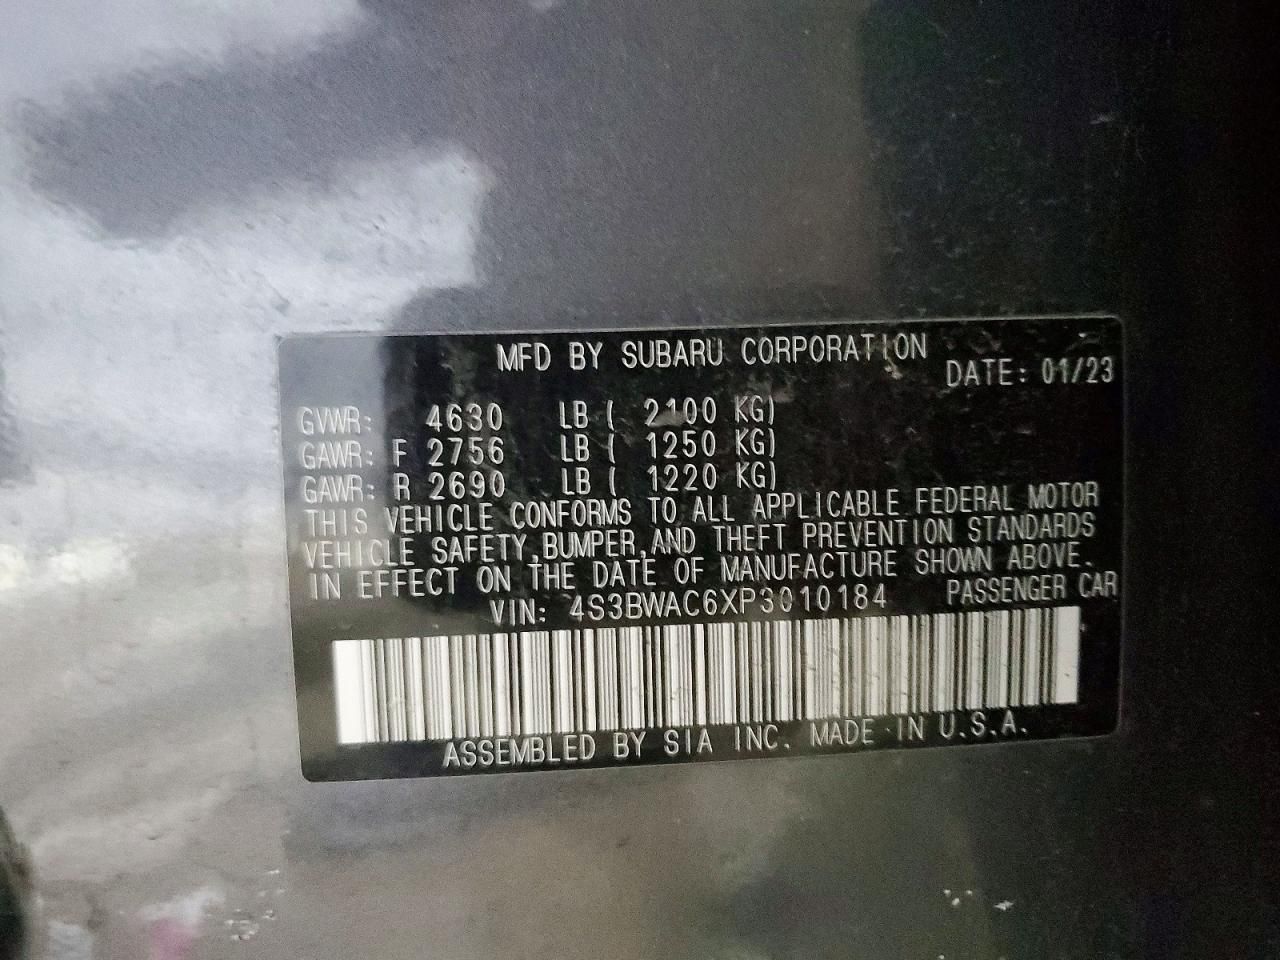 MFD BY SUBARU CORPORATION
DATE: 01/23
GVWR: 4630 LB ( 2100 KG)
GAWR: F 2756 LB ( 1250 KG)
GAWR: R 2690 LB ( 1220 KG)
THIS VEHICLE CONFORMS TO ALL APPLICABLE FEDERAL MOTOR
VEHICLE SAFETY,BUMPER,AND THEFT PREVENTION STANDARDS
IN EFFECT ON THE DATE OF MANUFACTURE SHOWN ABOVE.
VIN: 4S3BWAC6XP3010184 PASSENGER CAR
ASSEMBLED BY SIA INC. MADE IN U.S.A.